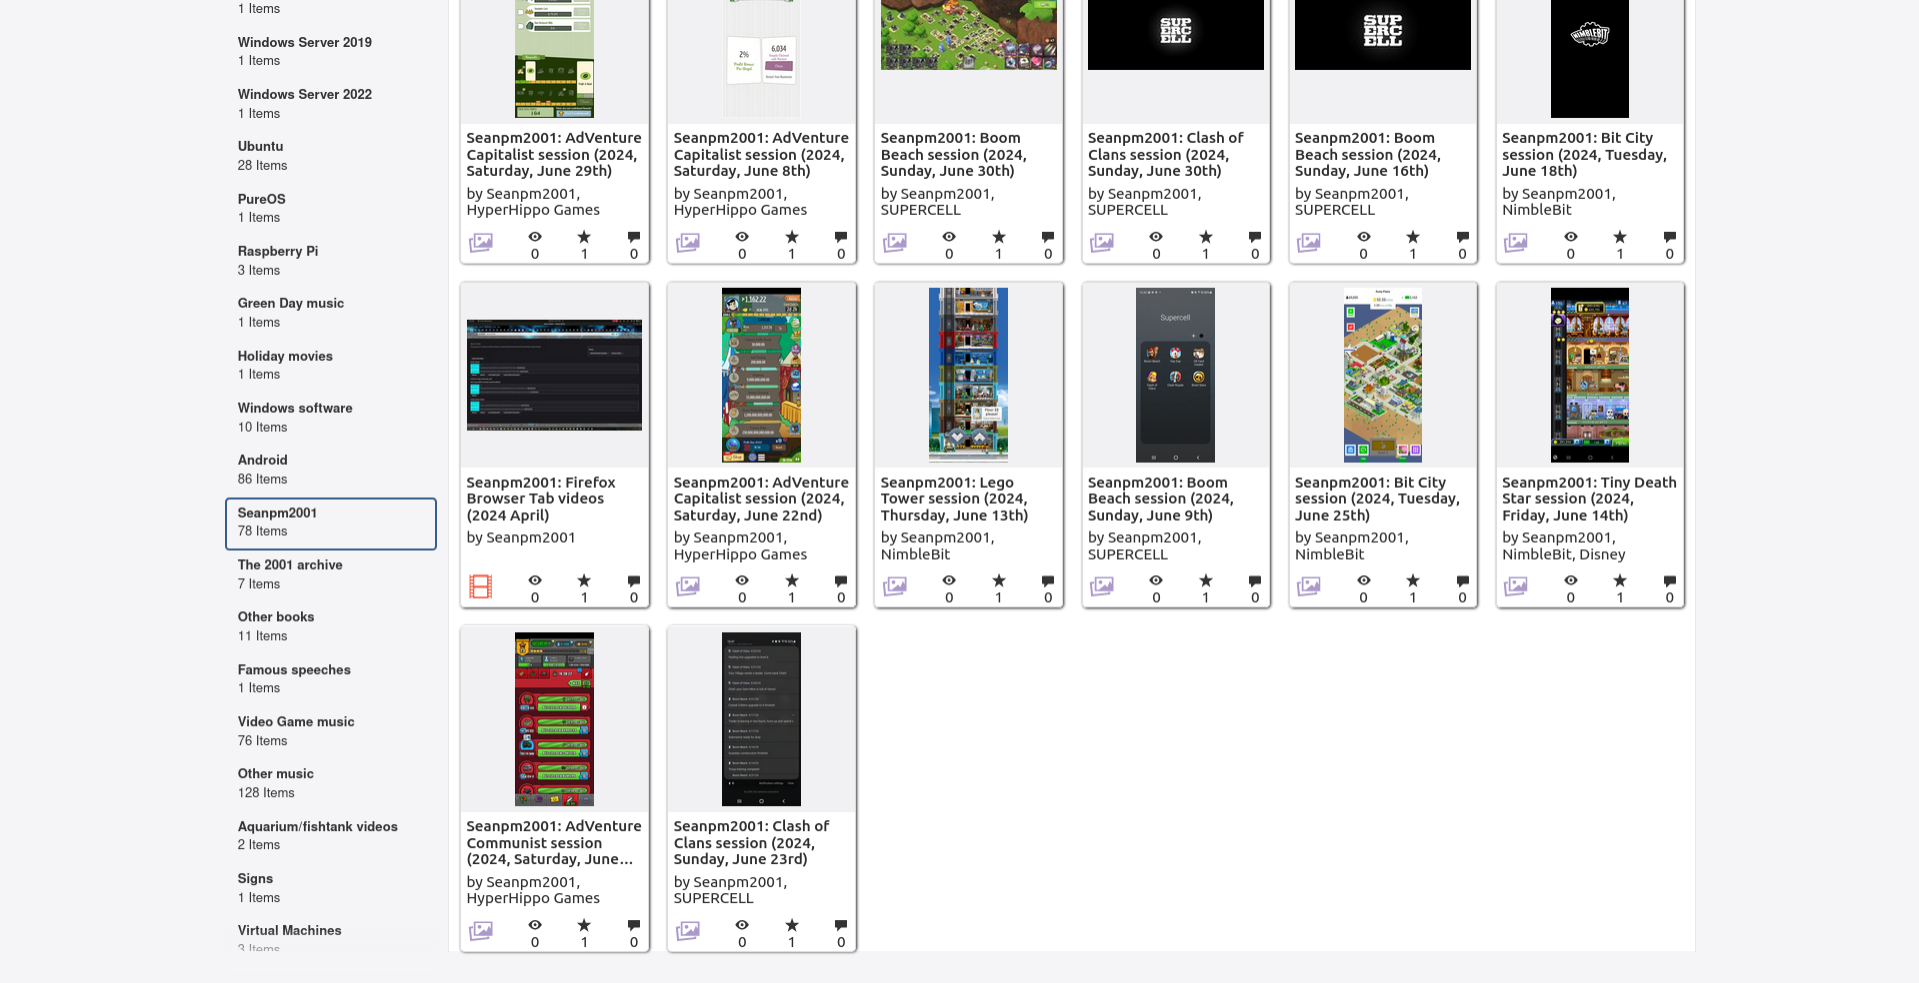 1 Items
Windows Server 2019
1 Items
Windows Server 2022
1 Items
Ubuntu
28 Items
PureOS
1 Items
Raspberry Pi
3 Items
Green Day music
1 Items
Holiday movies
1 Items
Windows software
10 Items
Android
86 Items
Seanpm2001
78 Items
The 2001 archive
7 Items
Other books
11 Items
Famous speeches
1 Items
Video Game music
76 Items
Other music
128 Items
Aquarium/fishtank videos
2 Items
Signs
1 Items
Virtual Machines
3 Items
Seanpm2001: AdVenture
Capitalist session (2024,
Saturday, June 29th)
by Seanpm2001,
HyperHippo Games
0 1 0
2%
6,034
Seanpm2001: AdVenture
Capitalist session (2024,
Saturday, June 8th)
by Seanpm2001,
HyperHippo Games
0 1 0
Seanpm2001: Boom
Beach session (2024,
Sunday, June 30th)
by Seanpm2001,
SUPERCELL
0 1 0
SUP
ERC
ELL
Seanpm2001: Clash of
Clans session (2024,
Sunday, June 30th)
by Seanpm2001,
SUPERCELL
0 1 0
SUP
ERC
ELL
Seanpm2001: Boom
Beach session (2024,
Sunday, June 16th)
by Seanpm2001,
SUPERCELL
0 1 0
NIMBLEBIT
Seanpm2001: Bit City
session (2024, Tuesday,
June 18th)
by Seanpm2001,
NimbleBit
0 1 0
Seanpm2001: Firefox
Browser Tab videos
(2024 April)
by Seanpm2001
0 1 0
Seanpm2001: AdVenture
Capitalist session (2024,
Saturday, June 22nd)
by Seanpm2001,
HyperHippo Games
0 1 0
Seanpm2001: Lego
Tower session (2024,
Thursday, June 13th)
by Seanpm2001,
NimbleBit
0 1 0
Supercell
Seanpm2001: Boom
Beach session (2024,
Sunday, June 9th)
by Seanpm2001,
SUPERCELL
0 1 0
Seanpm2001: Bit City
session (2024, Tuesday,
June 25th)
by Seanpm2001,
NimbleBit
0 1 0
Seanpm2001: Tiny Death
Star session (2024,
Friday, June 14th)
by Seanpm2001,
NimbleBit, Disney
0 1 0
Seanpm2001: AdVenture
Communist session
(2024, Saturday, June...
by Seanpm2001,
HyperHippo Games
0 1 0
Seanpm2001: Clash of
Clans session (2024,
Sunday, June 23rd)
by Seanpm2001,
SUPERCELL
0 1 0